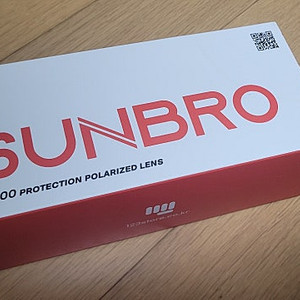 SUNBRO
00 PROTECTION POLARIZED LENS